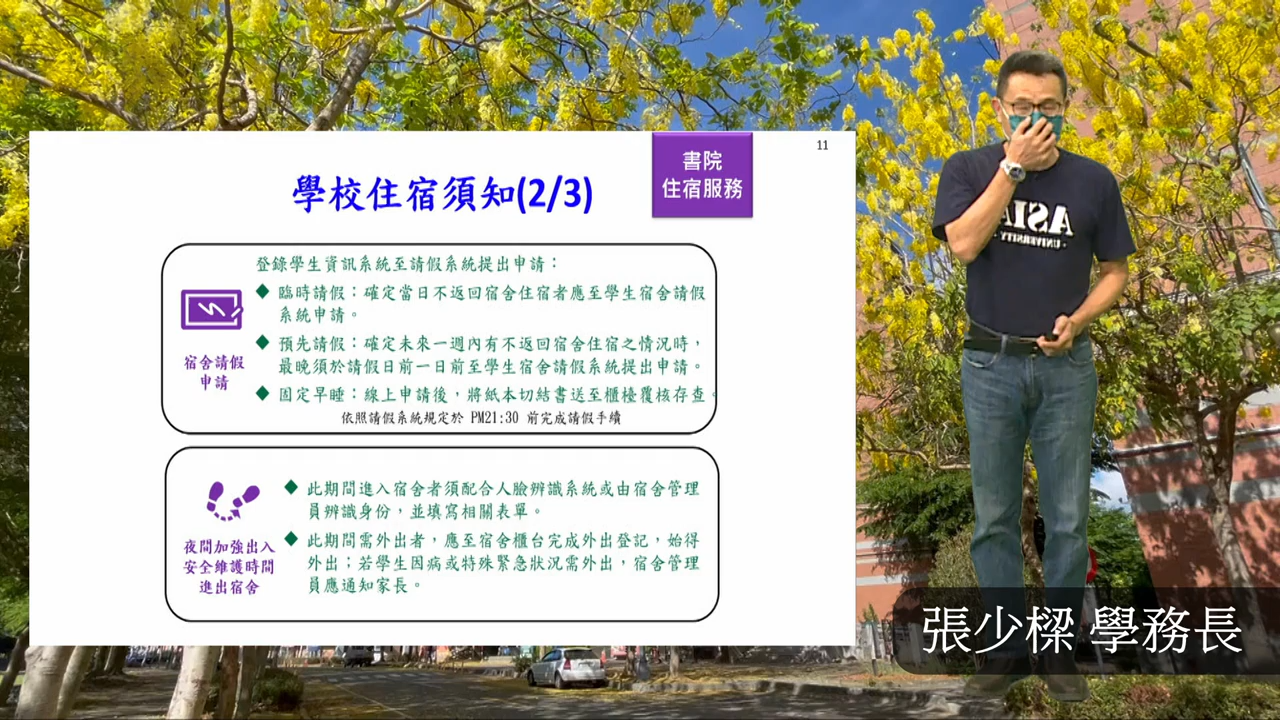 11
書院
住宿服務
學校住宿須知(2/3)
登錄學生資訊系統至請假系統提出申請：
◆ 臨時請假：確定當日不返回宿舍住宿者應至學生宿舍請假
系統申請。
◆ 預先請假：確定未來一週內有不返回宿舍住宿之情況時，
最晚須於請假日前一日前至學生宿舍請假系統提出申請。
◆ 固定早睡：線上申請後，將紙本切結書送至櫃檯覆核存查。
依照請假系統規定於 PM21:30 前完成請假手續
宿舍請假
申請
◆ 此期間進入宿舍者須配合人臉辨識系統或由宿舍管理
員辨識身份，並填寫相關表單。
◆ 此期間需外出者，應至宿舍櫃台完成外出登記，始得
外出；若學生因病或特殊緊急狀況需外出，宿舍管理
員應通知家長。
夜間加強出入
安全維護時間
進出宿舍
ASIA
UNIVERSITY
張少樑 學務長